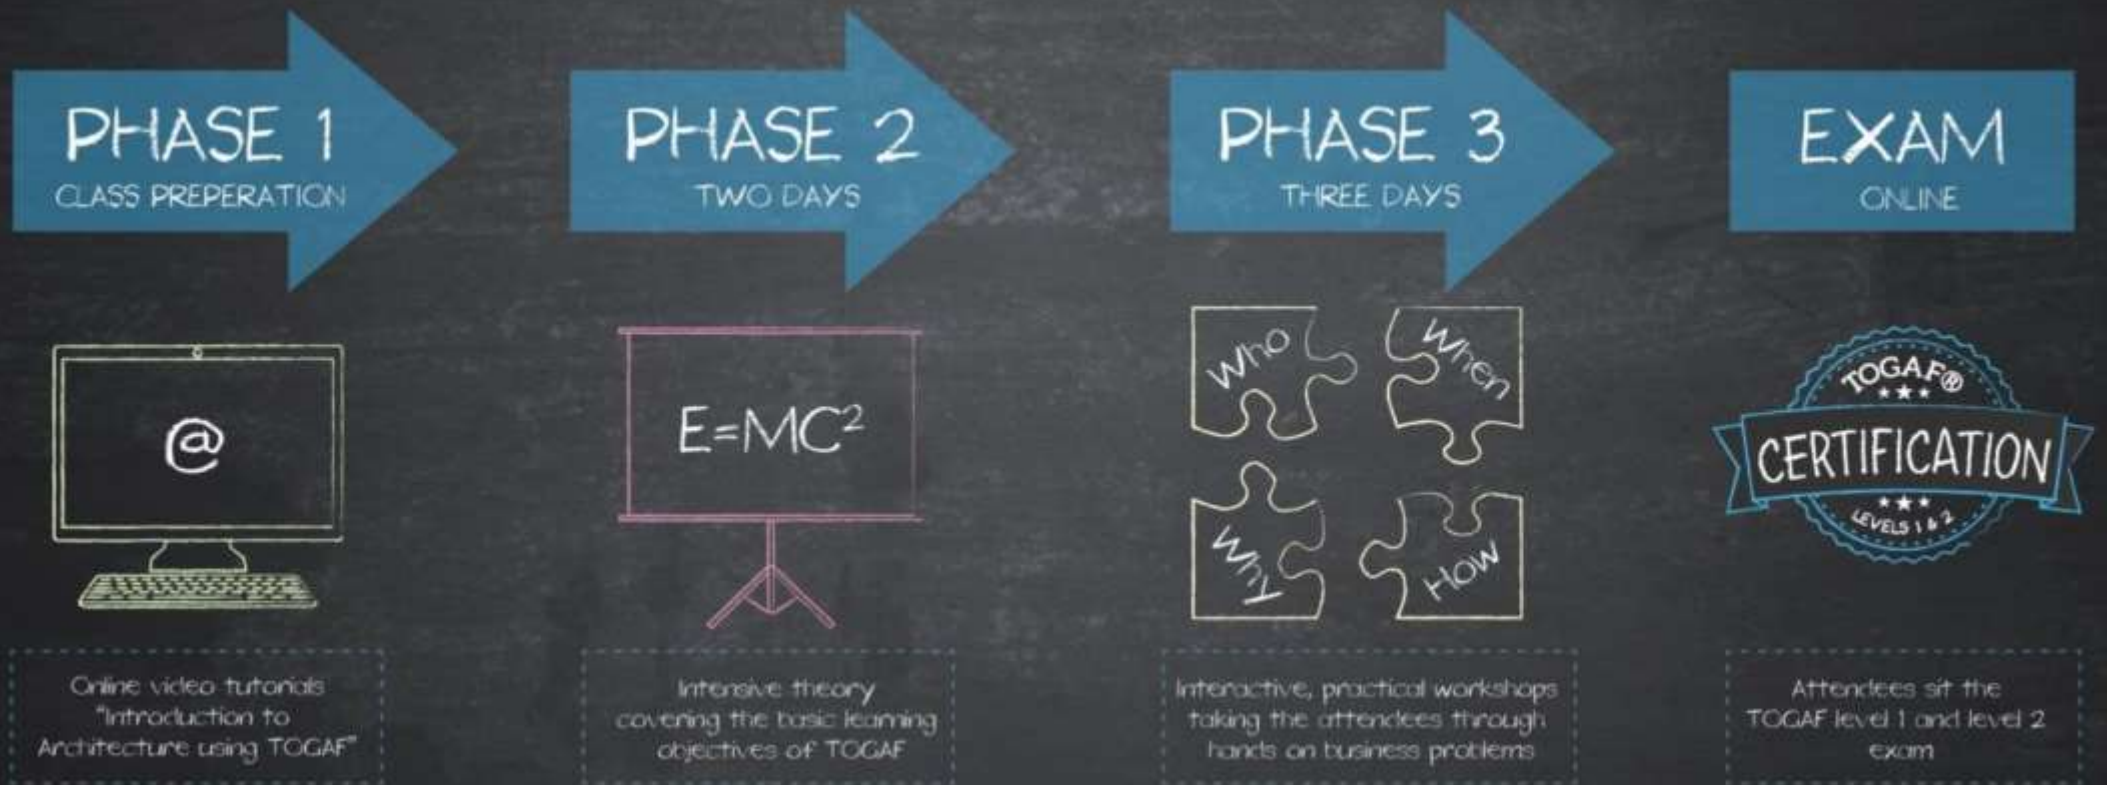 PHASE 1
CLASS PREPERATION
PHASE 2
TWO DAYS
PHASE 3
THREE DAYS
EXAM
ONLINE
@
E=MC²
Who
When
Why
How
TOGAF®
CERTIFICATION
LEVELS 1 & 2
Online video tutorials
"Introduction to
Architecture using TOGAF"
Intensive theory
covering the basic learning
objectives of TOGAF
Interactive, practical workshops
taking the attendees through
hands on business problems
Attendees sit the
TOGAF level 1 and level 2
exam